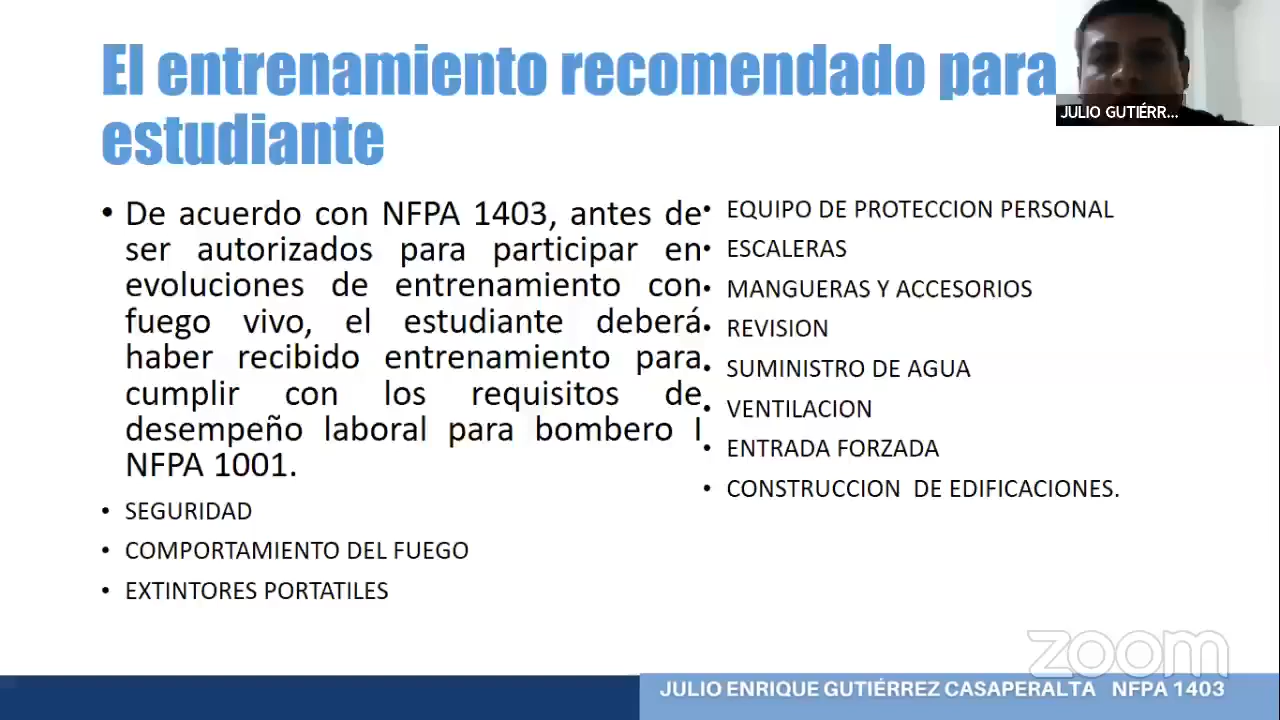 El entrenamiento recomendado para
estudiante
JULIO GUTIÉRR...
• De acuerdo con NFPA 1403, antes de
ser autorizados para participar en
evoluciones de entrenamiento con
fuego vivo, el estudiante deberá
haber recibido entrenamiento para
cumplir con los requisitos de
desempeño laboral para bombero I
NFPA 1001.
• SEGURIDAD
• COMPORTAMIENTO DEL FUEGO
• EXTINTORES PORTATILES
• EQUIPO DE PROTECCION PERSONAL
• ESCALERAS
• MANGUERAS Y ACCESORIOS
• REVISION
• SUMINISTRO DE AGUA
• VENTILACION
• ENTRADA FORZADA
• CONSTRUCCION DE EDIFICACIONES.
zoom
JULIO ENRIQUE GUTIÉRREZ CASAPERALTA NFPA 1403